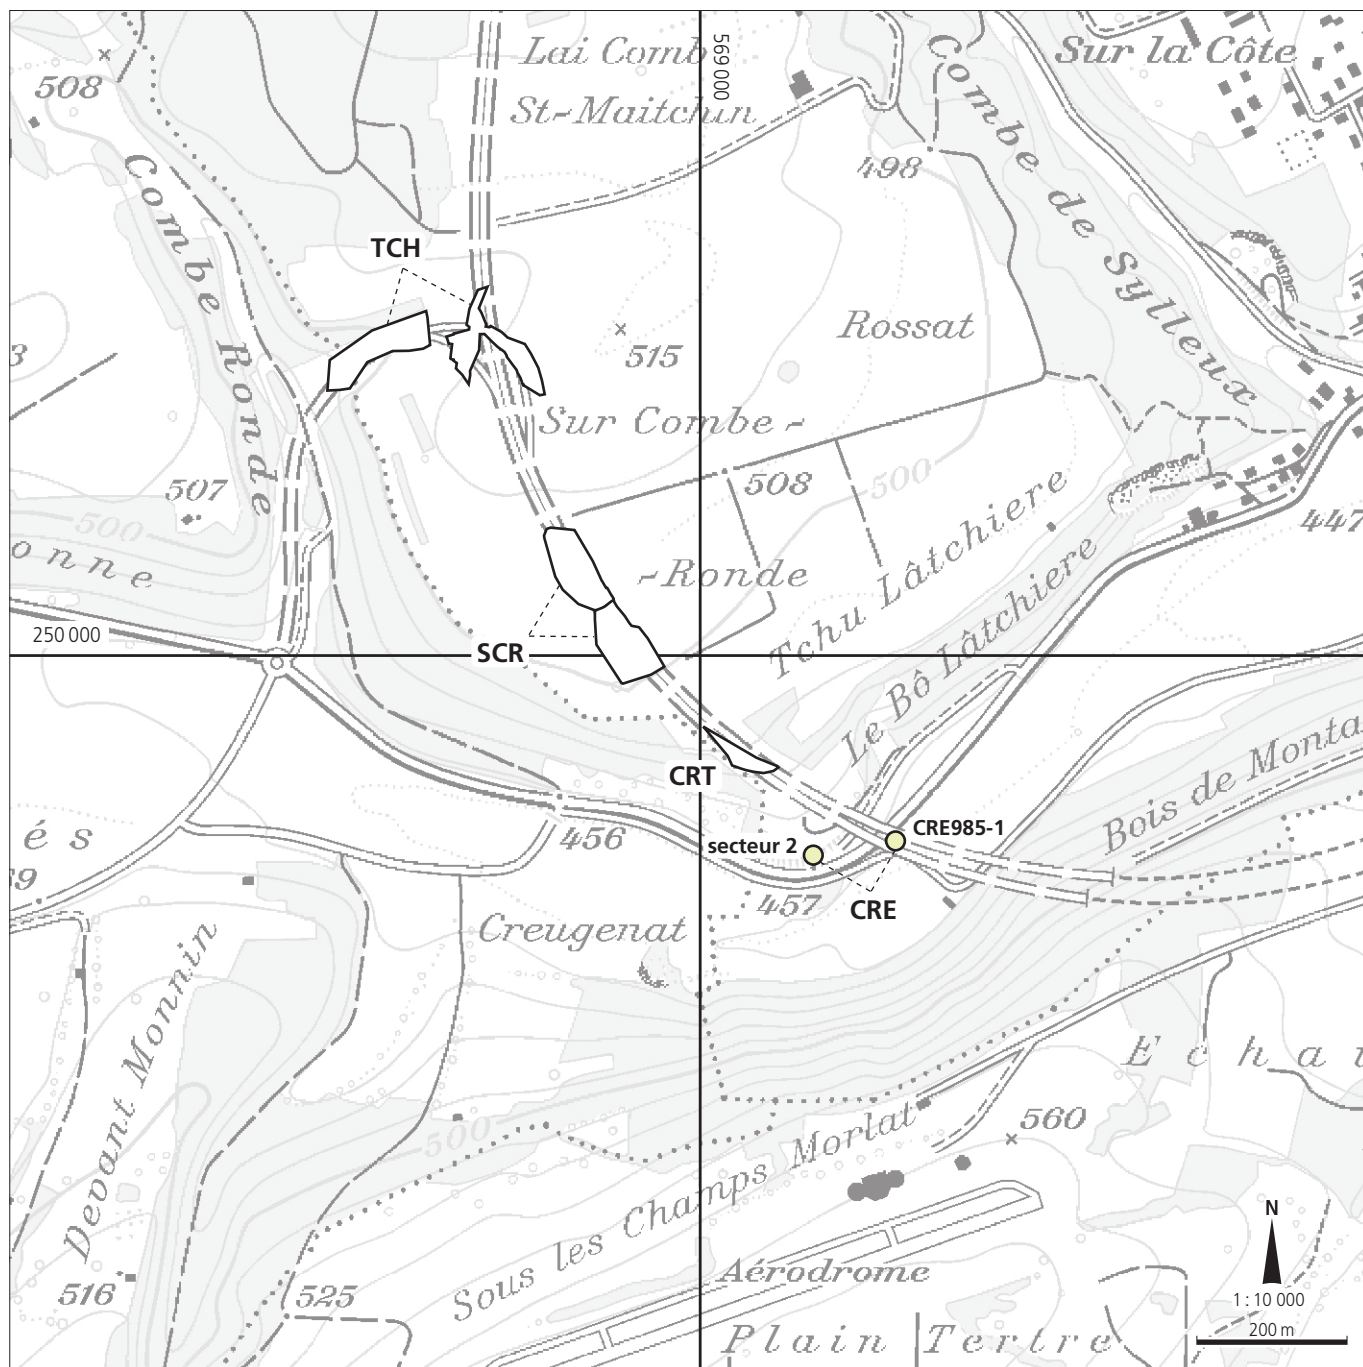 Lai Comb
St-Maitchin
569 000
Combe de Sylleux
Sur la Côte
508
498
Combe Ronde
TCH
515
Rossat
Sur Combe-
507
500
508
500
447
onne
-Ronde
Tchu Lâtchiere
250 000
SCR
Le Bô Lâtchiere
CRT
Bois de Monta
és
456
secteur 2
CRE985-1
457
CRE
Creugenat
Devant Monnin
500
Echau
560
Sous les Champs Morlat
516
525
Aérodrome
Plain Tertre
N
1 : 10 000
200 m